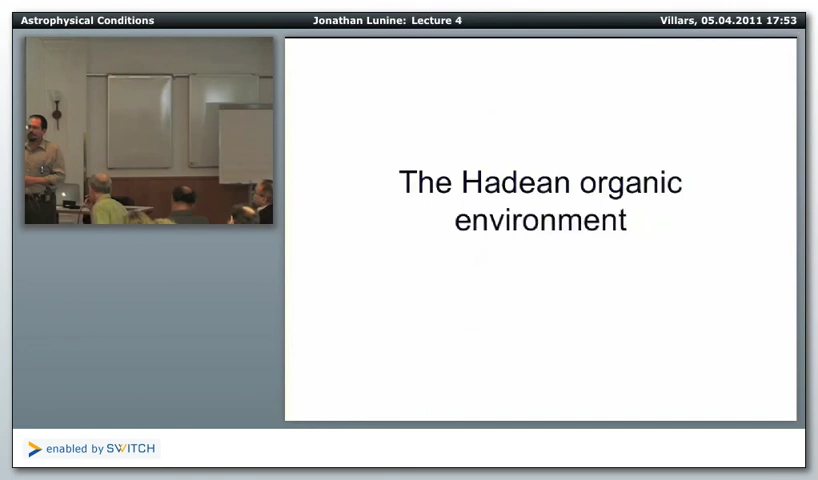 Astrophysical Conditions
Jonathan Lunine: Lecture 4
Villars, 05.04.2011 17:53
The Hadean organic
environment
enabled by SWITCH